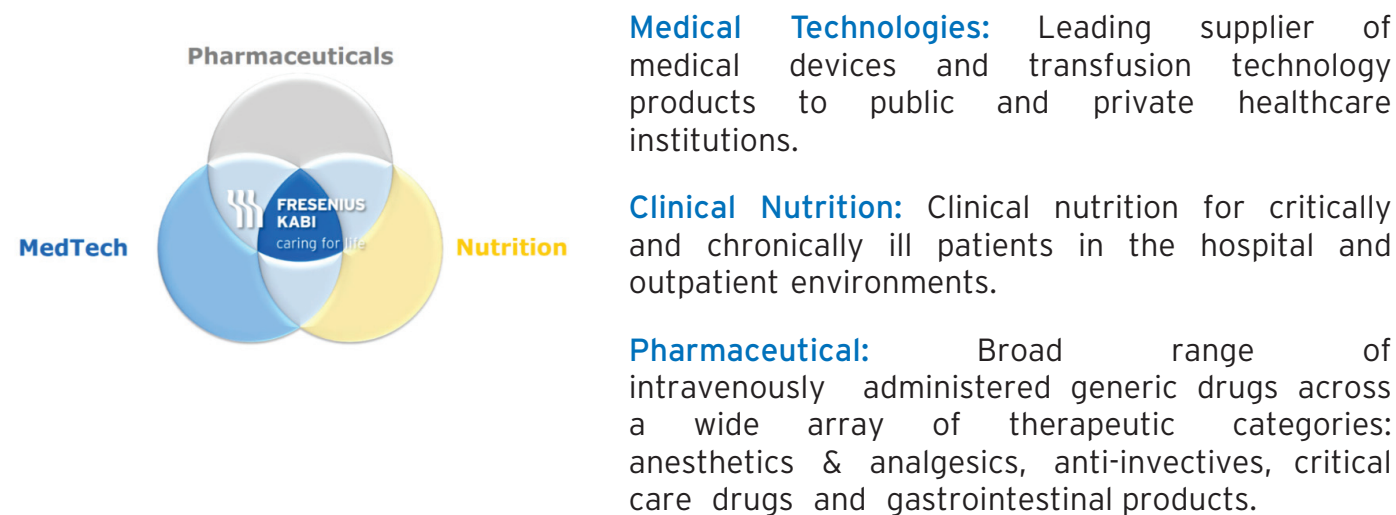 Pharmaceuticals
FRESENIUS
KABI
caring for life
MedTech
Nutrition
Medical Technologies: Leading supplier of
medical devices and transfusion technology
products to public and private healthcare
institutions.
Clinical Nutrition: Clinical nutrition for critically
and chronically ill patients in the hospital and
outpatient environments.
Pharmaceutical: Broad range of
intravenously administered generic drugs across
a wide array of therapeutic categories:
anesthetics & analgesics, anti-invectives, critical
care drugs and gastrointestinal products.